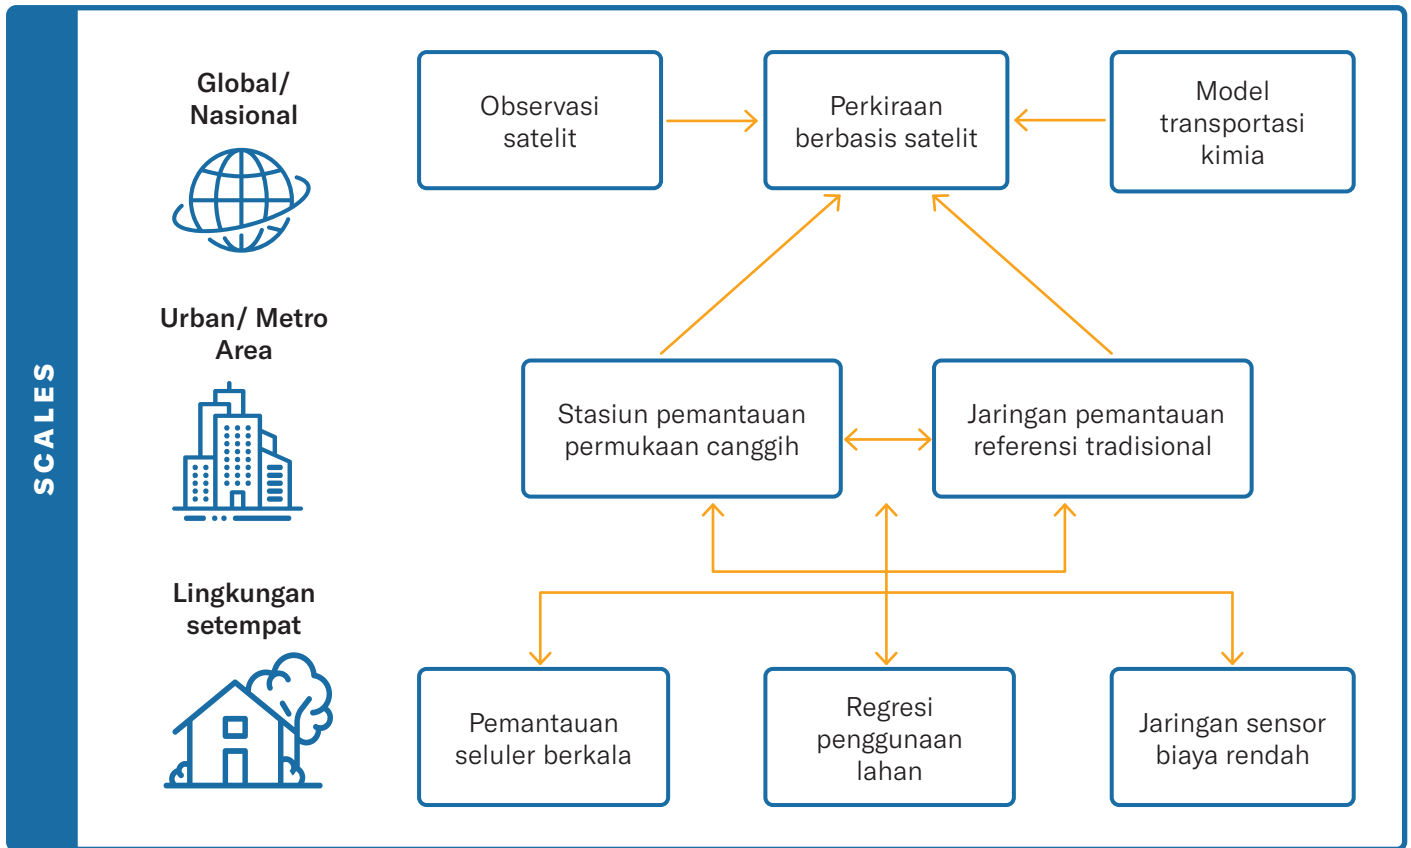 SCALES
Global/
Nasional
Observasi
satelit
Perkiraan
berbasis satelit
Model
transportasi
kimia
Urban/ Metro
Area
Stasiun pemantauan
permukaan canggih
Jaringan pemantauan
referensi tradisional
Lingkungan
setempat
Pemantauan
seluler berkala
Regresi
penggunaan
lahan
Jaringan sensor
biaya rendah